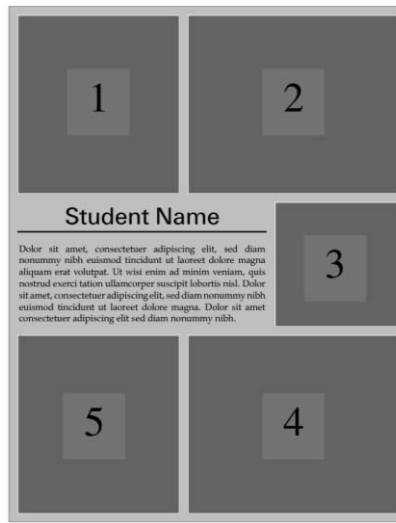 1
2
Student Name
Dolor sit amet, consectetuer adipiscing elit, sed diam
nonummy nibh euismod tincidunt ut laoreet dolore magna
aliquam erat volutpat. Ut wisi enim ad minim veniam, quis
nostrud exerci tation ullamcorper suscipit lobortis nisl. Dolor
sit amet, consectetuer adipiscing elit, sed diam nonummy nibh
euismod tincidunt ut laoreet dolore magna. Dolor sit amet
consectetuer adipiscing elit sed diam nonummy nibh.
3
5
4